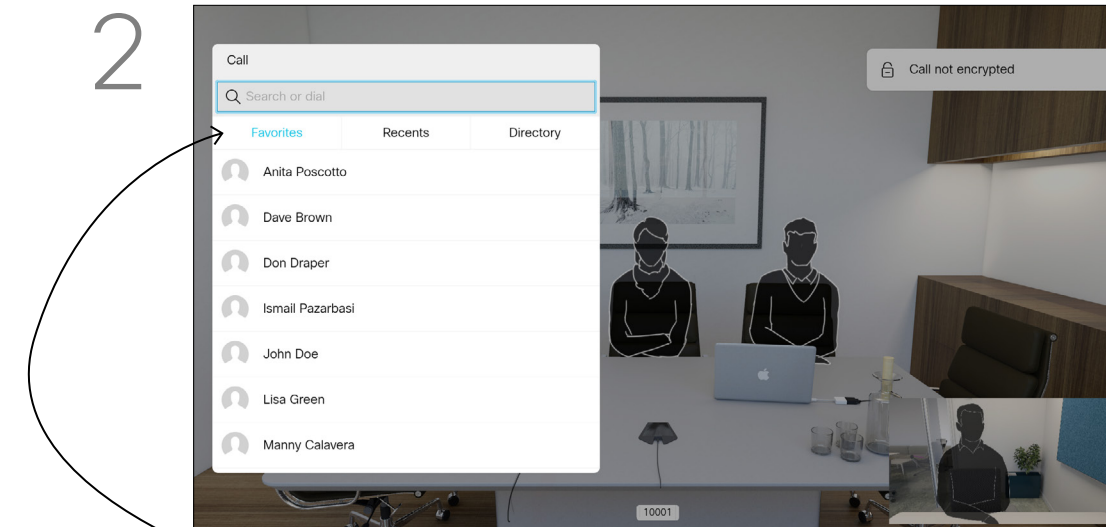 2
Call
Call not encrypted
Search or dial
Favorites Recents Directory
Anita Poscotto
Dave Brown
Don Draper
Ismail Pazarbasi
John Doe
Lisa Green
Manny Calavera
10001